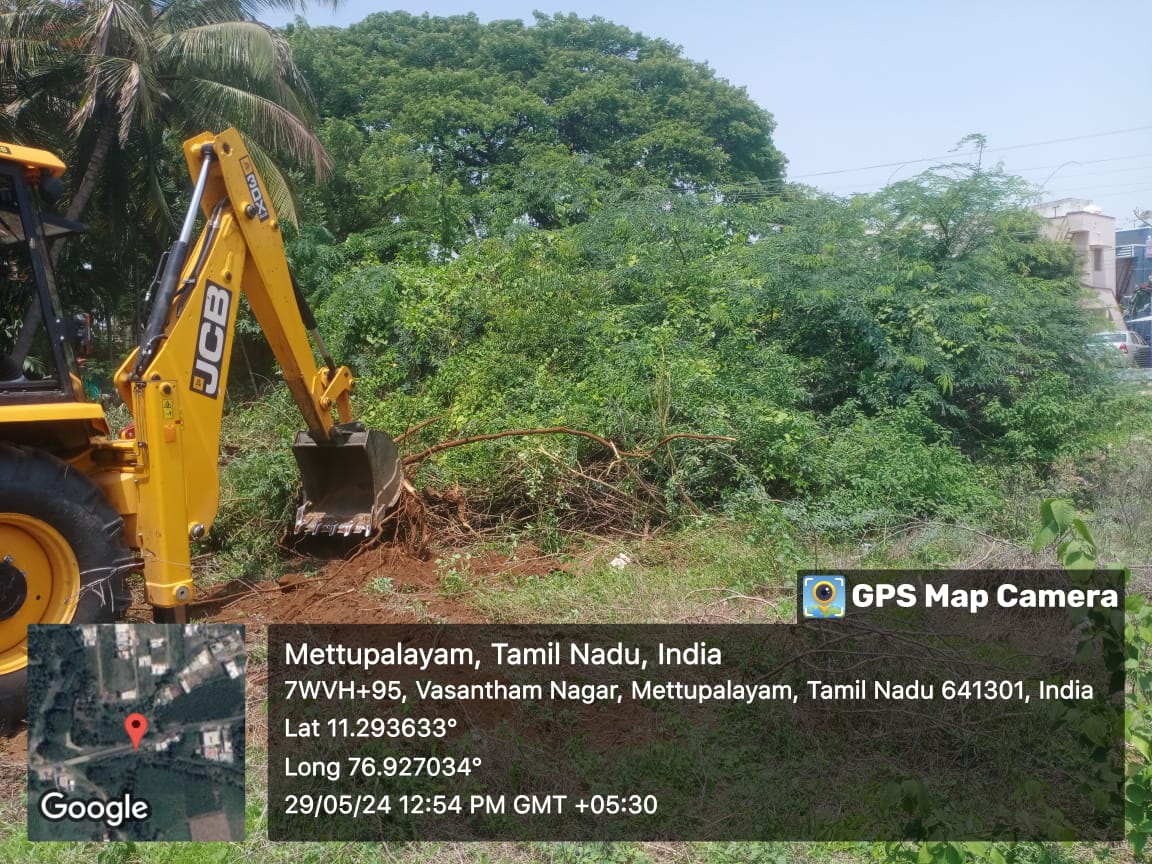 3DXI
JCB
GPS Map Camera
Mettupalayam, Tamil Nadu, India
7WVH+95, Vasantham Nagar, Mettupalayam, Tamil Nadu 641301, India
Lat 11.293633°
Long 76.927034°
29/05/24 12:54 PM GMT +05:30
Google